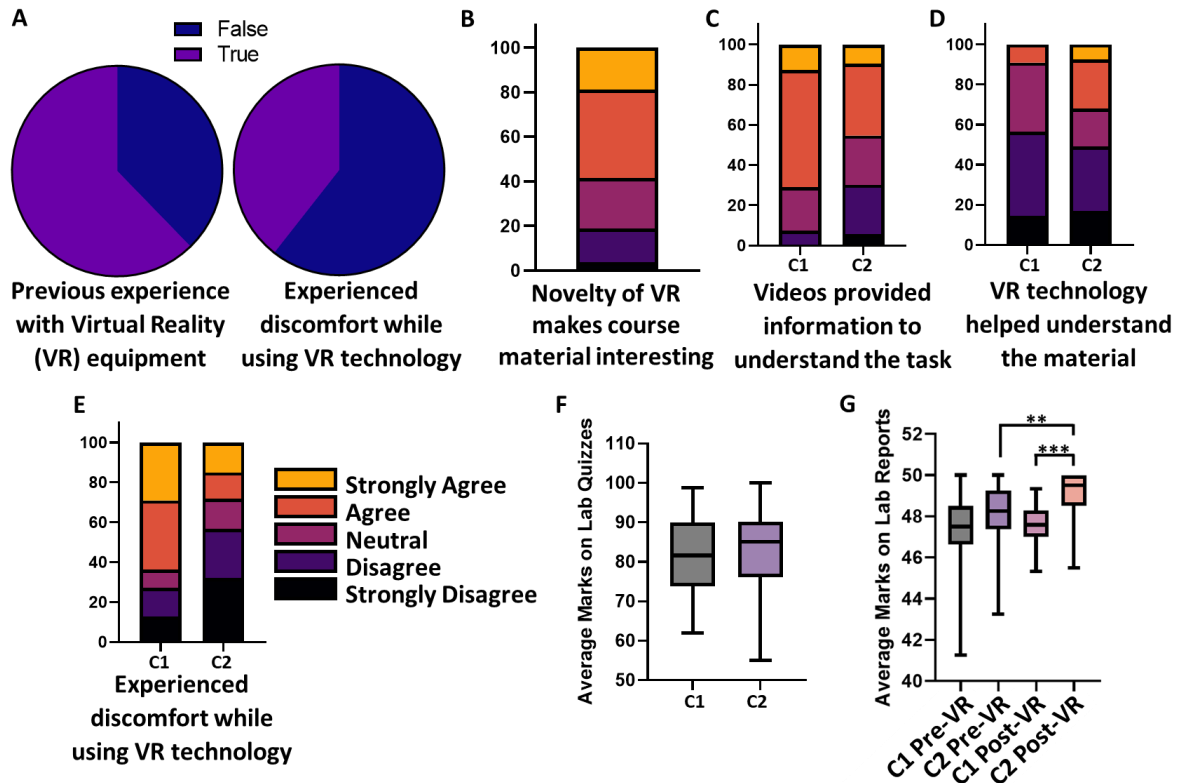 A
False
True
Previous experience
with Virtual Reality
(VR) equipment
Experienced
discomfort while
using VR technology
B
100
80
60
40
20
0
Novelty of VR
makes course
material interesting
C
100
80
60
40
20
0
C1 C2
Videos provided
information to
understand the task
D
100
80
60
40
20
0
C1 C2
VR technology
helped understand
the material
E
100
80
60
40
20
0
C1 C2
Experienced
discomfort while
using VR technology
Strongly Agree
Agree
Neutral
Disagree
Strongly Disagree
F
Average Marks on Lab Quizzes
110
100
90
80
70
60
50
C1 C2
G
Average Marks on Lab Reports
52
50
48
46
44
42
40
**
***
C1 Pre-VR
C2 Pre-VR
C1 Post-VR
C2 Post-VR